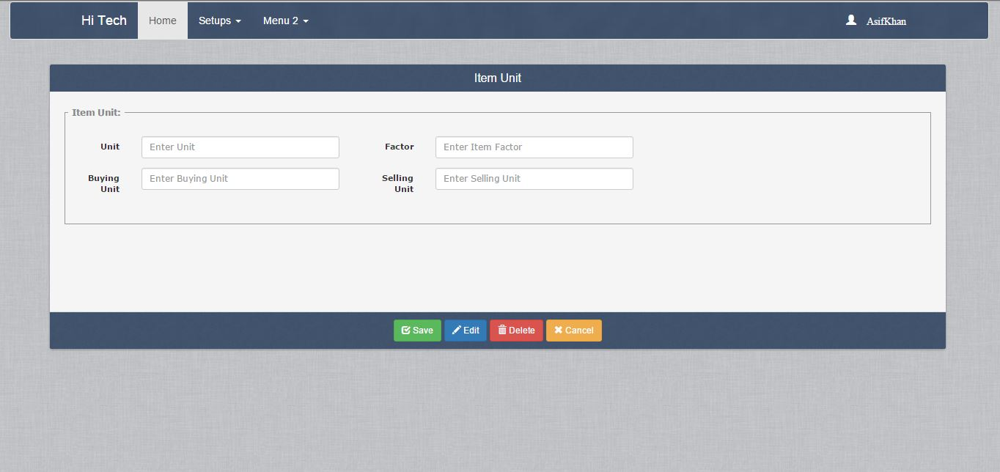 Hi Tech Home Setups Menu 2 AsifKhan
Item Unit
Item Unit:
Unit Enter Unit Factor Enter Item Factor
Buying Unit Enter Buying Unit Selling Unit Enter Selling Unit
Save Edit Delete Cancel